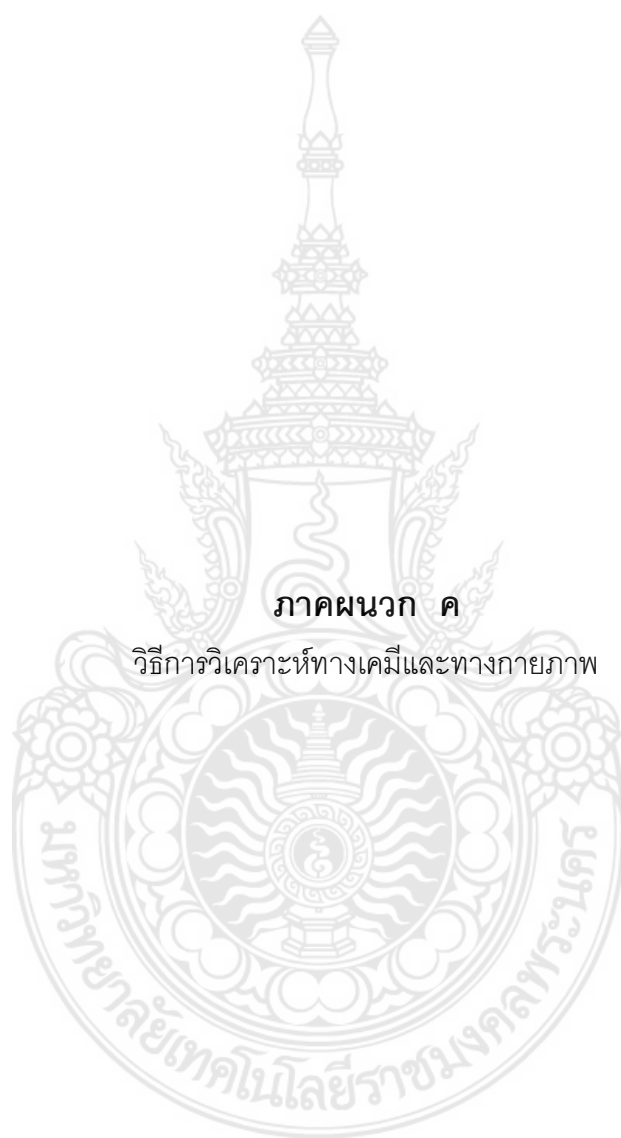 ภาคผนวก ค
วิธีการวิเคราะห์ทางเคมีและทางกายภาพ
มหาวิทยาลัยเทคโนโลยีราชมงคลพระนคร